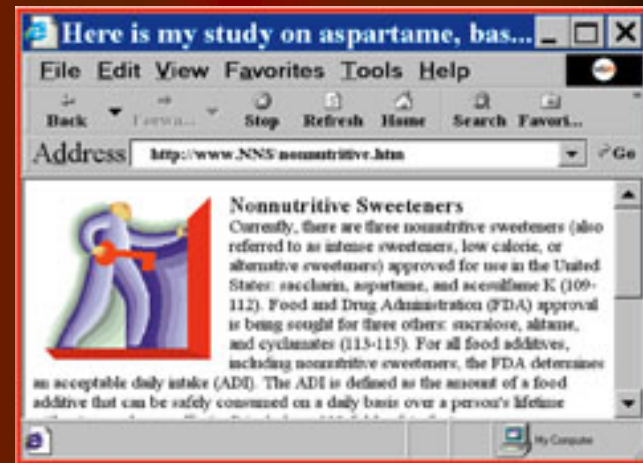 Here is my study on aspartame, bas...
File Edit View Favorites Tools Help
Back Forwa... Stop Refresh Home Search Favori...
Address http://www.NNS/nonnutritive.htm Go
Nonnutritive Sweeteners
Currently, there are three nonnutritive sweeteners (also
referred to as intense sweeteners, low calorie, or
alternative sweeteners) approved for use in the United
States: saccharin, aspartame, and acesulfame K (109-
112). Food and Drug Administration (FDA) approval
is being sought for three others: sucralose, alitame,
and cyclamates (113-115). For all food additives,
including nonnutritive sweeteners, the FDA determines
an acceptable daily intake (ADI). The ADI is defined as the amount of a food
additive that can be safely consumed on a daily basis over a person's lifetime
My Computer